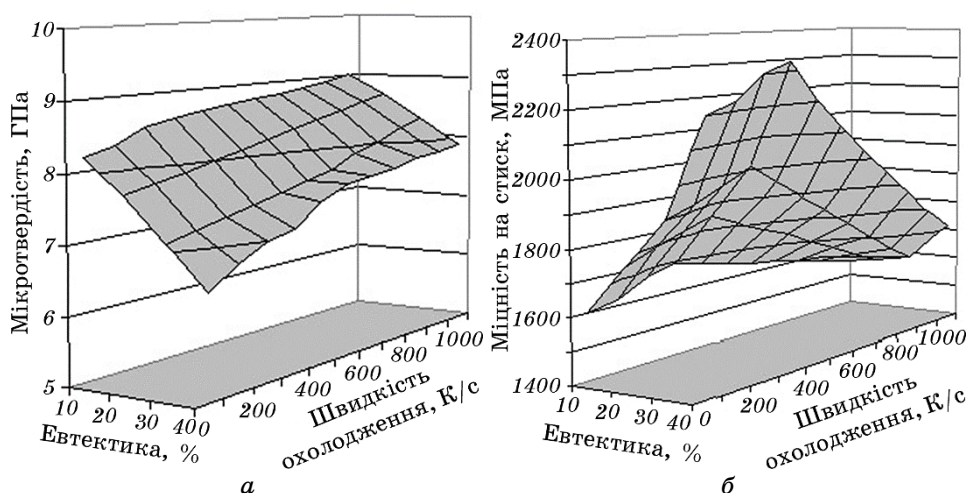 Мікротвердість, ГПа
10
9
8
7
6
5
10 20 30 40
0 200 400 600 800 1000
Евтектика, %
Швидкість
охолодження, К/с
а
Міцність на стиск, МПа
2400
2200
2000
1800
1600
1400
10 20 30 40
0 200 400 600 800 1000
Евтектика, %
Швидкість
охолодження, К/с
б